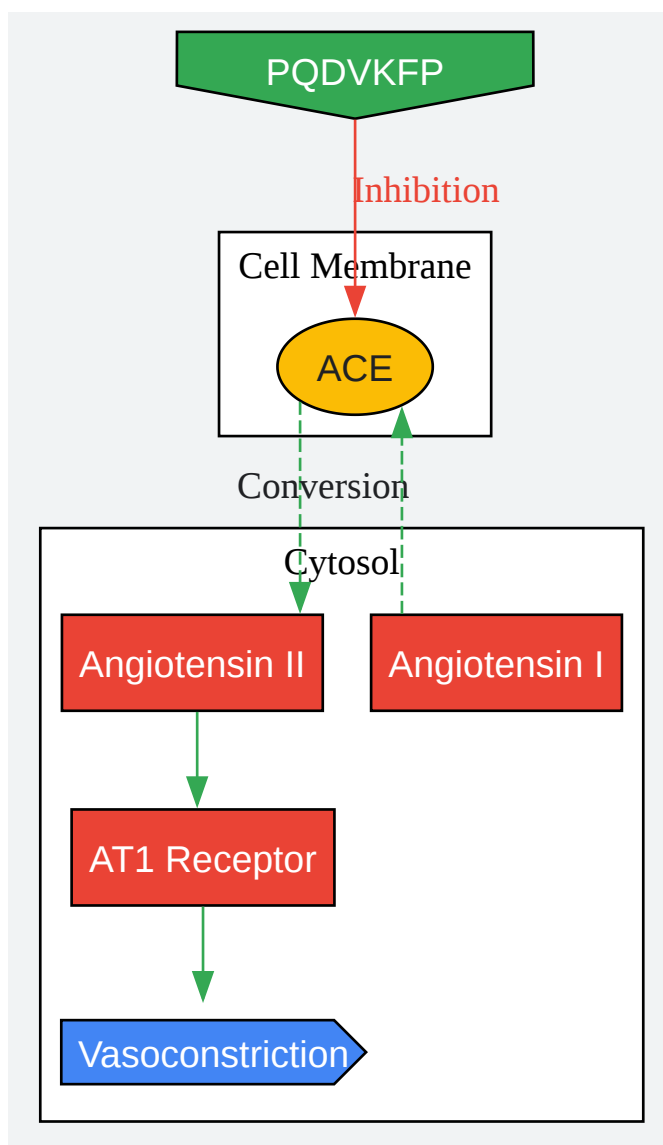 PQDVKFP
Inhibition
Cell Membrane
ACE
Conversion
Cytosol
Angiotensin II
Angiotensin I
AT1 Receptor
Vasoconstriction